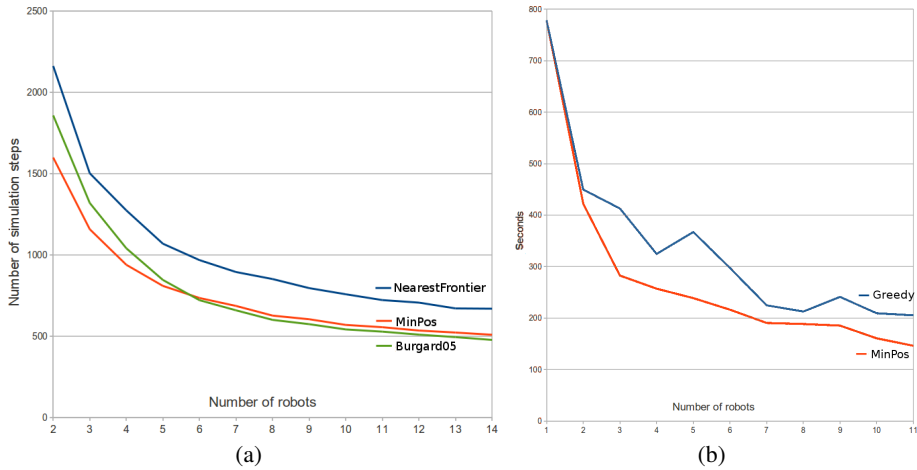 2500
2000
1500
1000
500
0
Number of simulation steps
NearestFrontier
MinPos
Burgard05
Number of robots
2 3 4 5 6 7 8 9 10 11 12 13 14
(a)
800
700
600
500
400
300
200
100
0
Seconds
Greedy
MinPos
Number of robots
1 2 3 4 5 6 7 8 9 10 11
(b)